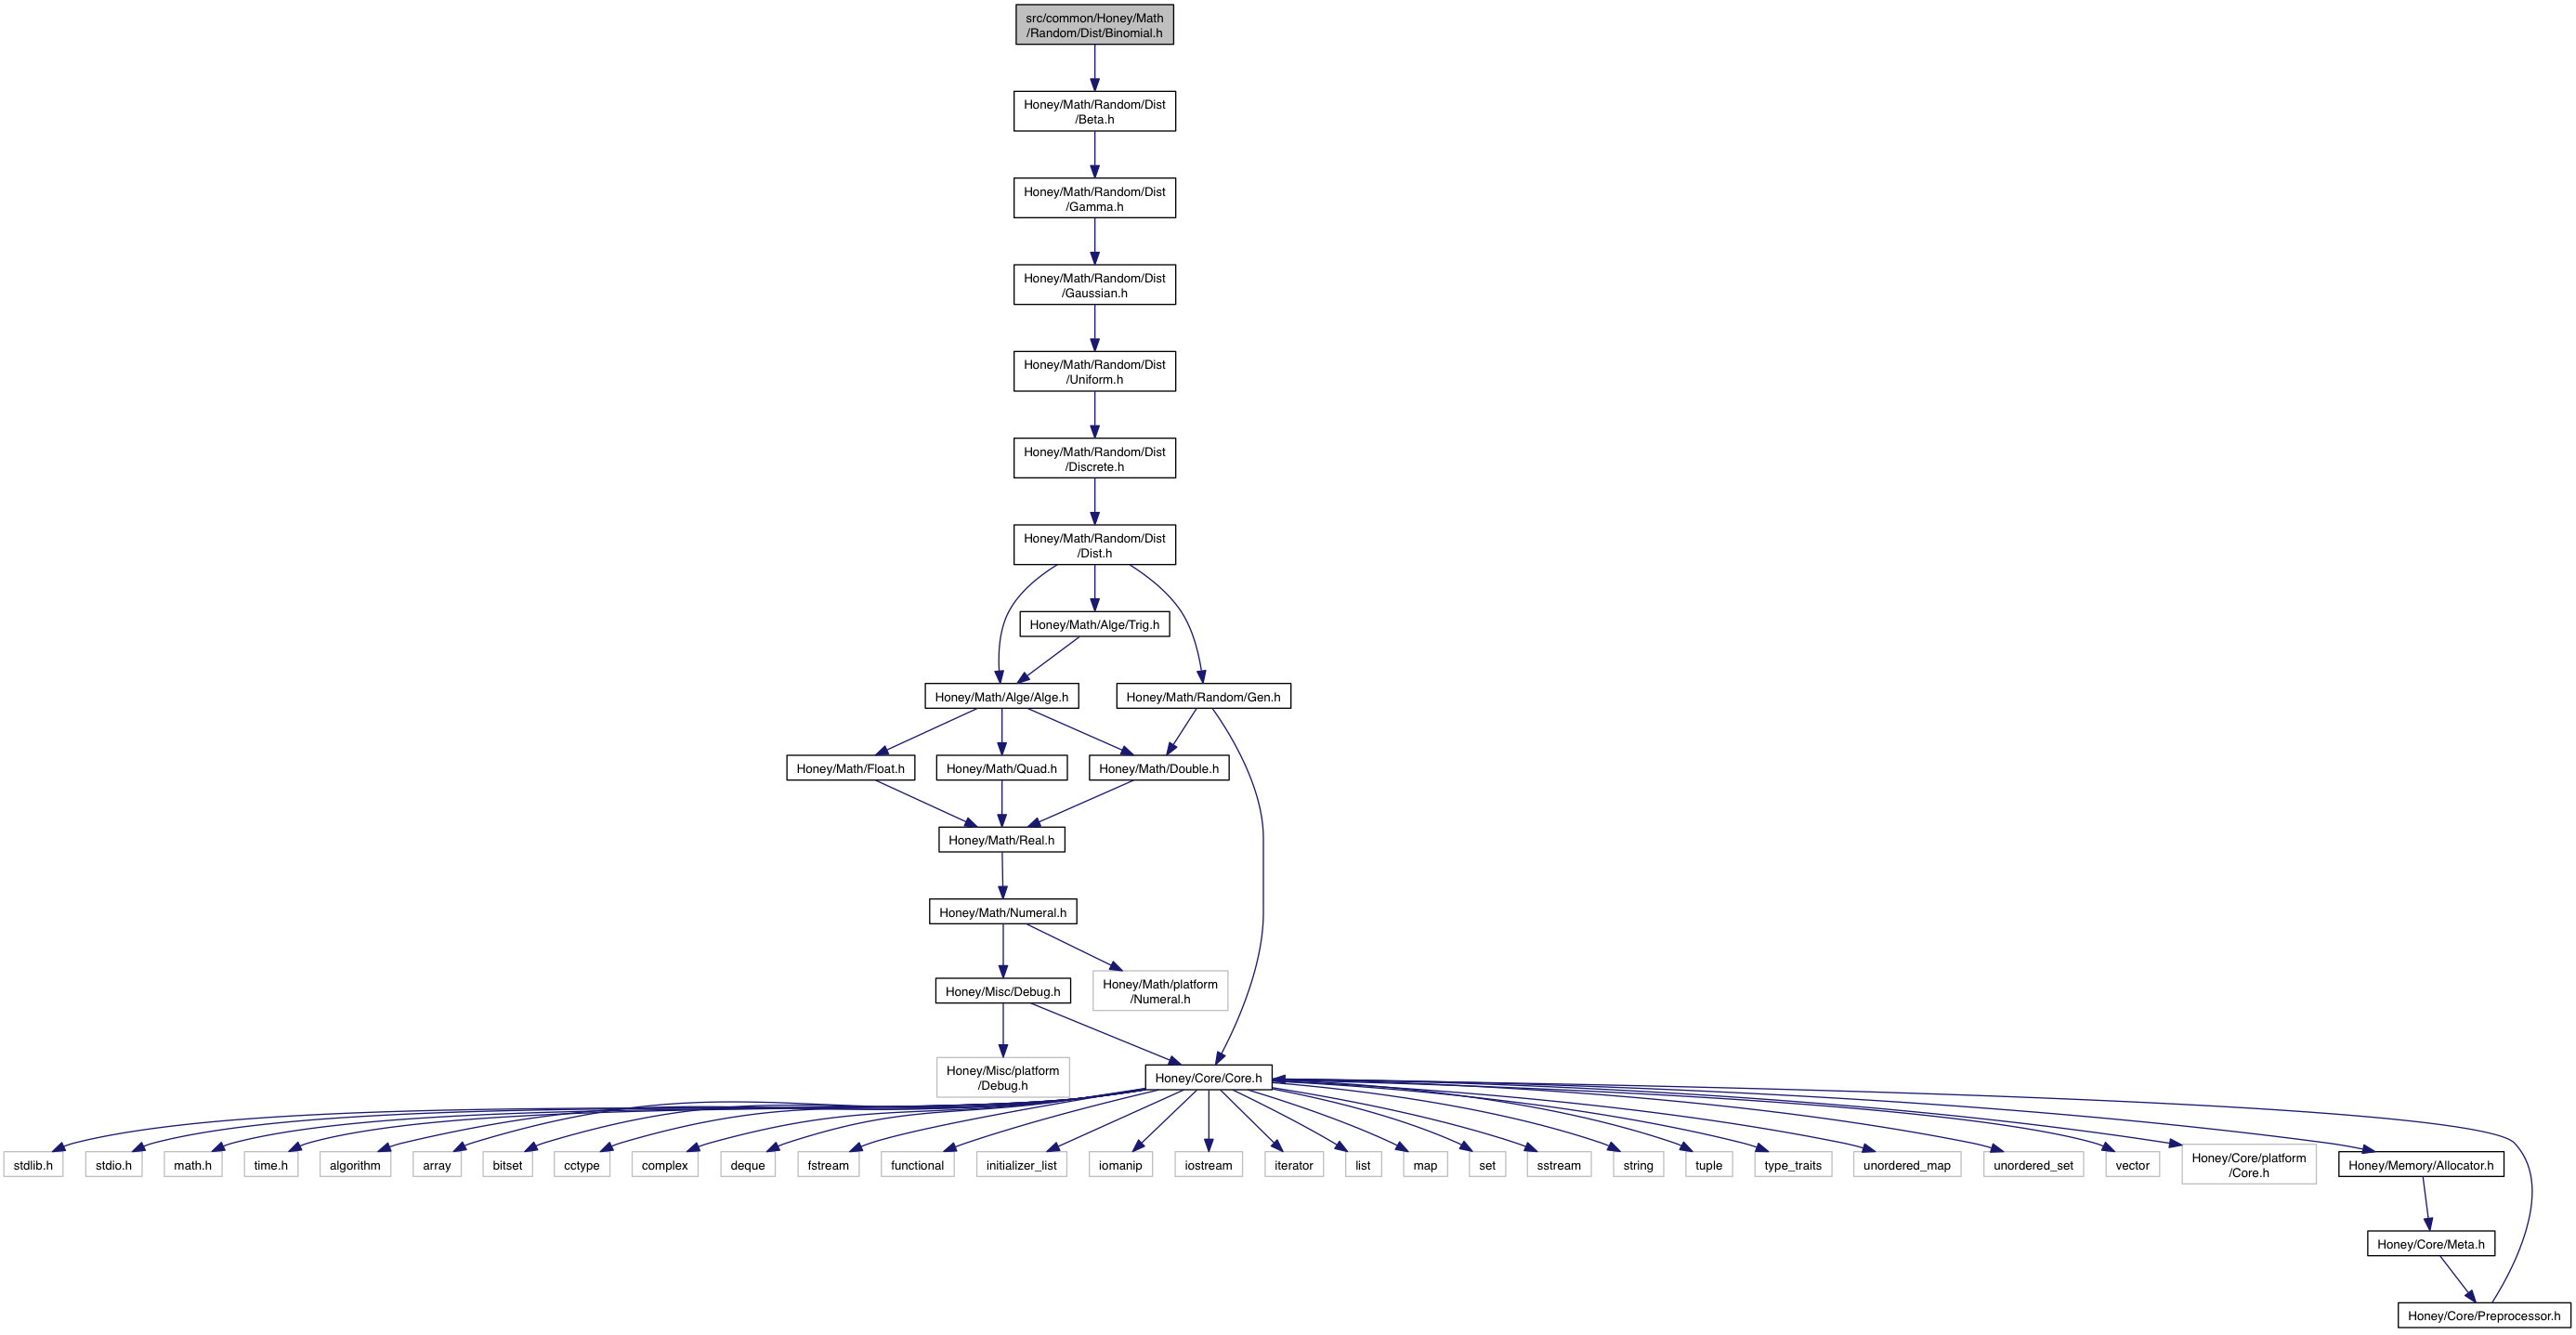 src/common/Honey/Math
/Random/Dist/Binomial.h
Honey/Math/Random/Dist
/Beta.h
Honey/Math/Random/Dist
/Gamma.h
Honey/Math/Random/Dist
/Gaussian.h
Honey/Math/Random/Dist
/Uniform.h
Honey/Math/Random/Dist
/Discrete.h
Honey/Math/Random/Dist
/Dist.h
Honey/Math/Alge/Trig.h
Honey/Math/Alge/Alge.h
Honey/Math/Random/Gen.h
Honey/Math/Float.h
Honey/Math/Quad.h
Honey/Math/Double.h
Honey/Math/Real.h
Honey/Math/Numeral.h
Honey/Misc/Debug.h
Honey/Math/platform
/Numeral.h
Honey/Misc/platform
/Debug.h
Honey/Core/Core.h
stdlib.h
stdio.h
math.h
time.h
algorithm
array
bitset
cctype
complex
deque
fstream
functional
initializer_list
iomanip
iostream
iterator
list
map
set
sstream
string
tuple
type_traits
unordered_map
unordered_set
vector
Honey/Core/platform
/Core.h
Honey/Memory/Allocator.h
Honey/Core/Meta.h
Honey/Core/Preprocessor.h